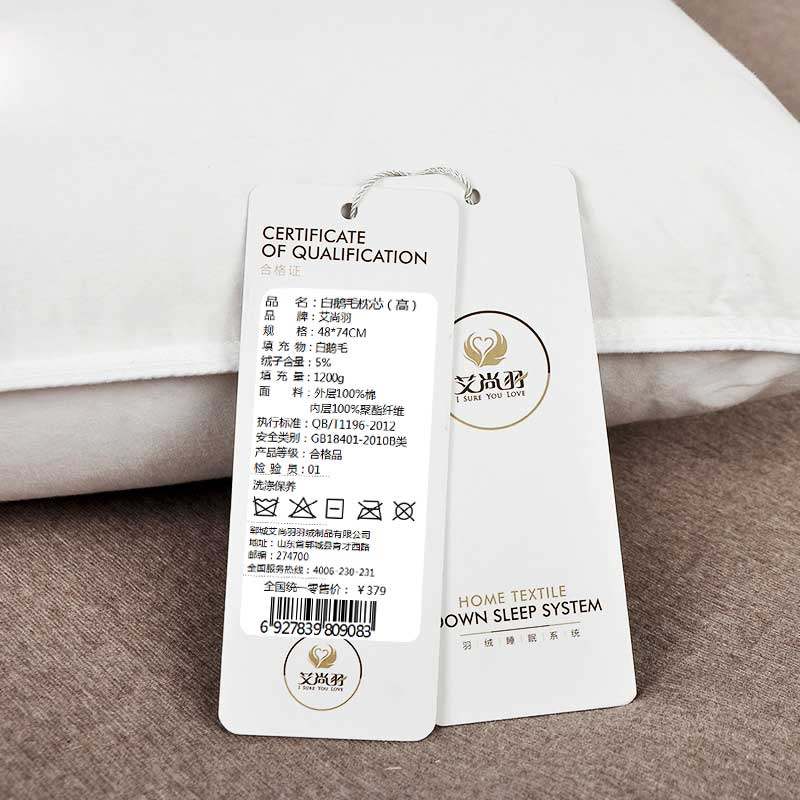 CERTIFICATE
OF QUALIFICATION
合格证
品 名：白鹅毛枕芯（高）
品 牌：艾尚羽
规 格：48*74CM
填 充 物：白鹅毛
绒子含量：5%
填 充 量：1200g
面 料：外层100%棉
内层100%聚酯纤维
执行标准：QB/T1196-2012
安全类别：GB18401-2010B类
产品等级：合格品
检 验 员：01
洗涤保养
郓城艾尚羽羽绒制品有限公司
地址：山东省郓城县育才西路
邮编：274700
全国服务热线：4006-230-231
全国统一零售价：￥379
6 927839 809083
艾尚羽
I SURE YOU LOVE
艾尚羽
I SURE YOU LOVE
HOME TEXTILE
DOWN SLEEP SYSTEM
羽 绒 睡 眠 系 统